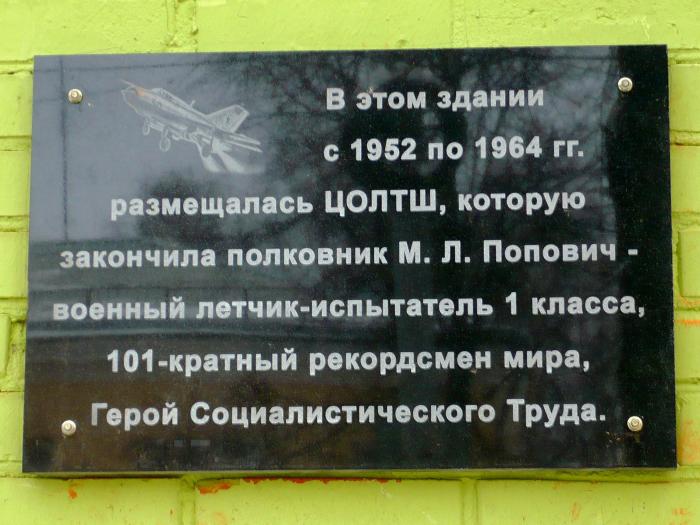 В этом здании
с 1952 по 1964 гг.
размещалась ЦОЛТШ, которую
закончила полковник М. Л. Попович -
военный летчик-испытатель 1 класса,
101-кратный рекордсмен мира,
Герой Социалистического Труда.